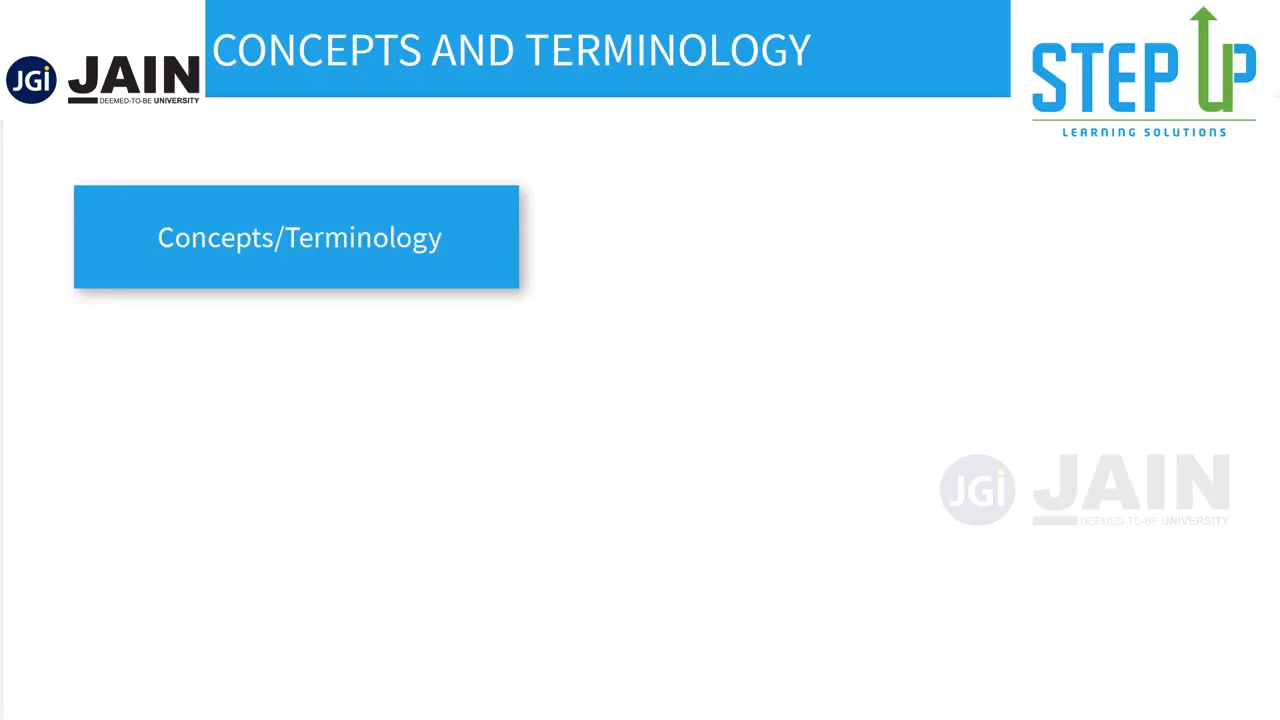 CONCEPTS AND TERMINOLOGY
JGi JAIN
DEEMED-TO-BE UNIVERSITY
STEP UP
LEARNING SOLUTIONS
Concepts/Terminology
JGi JAIN
DEEMED-TO-BE UNIVERSITY